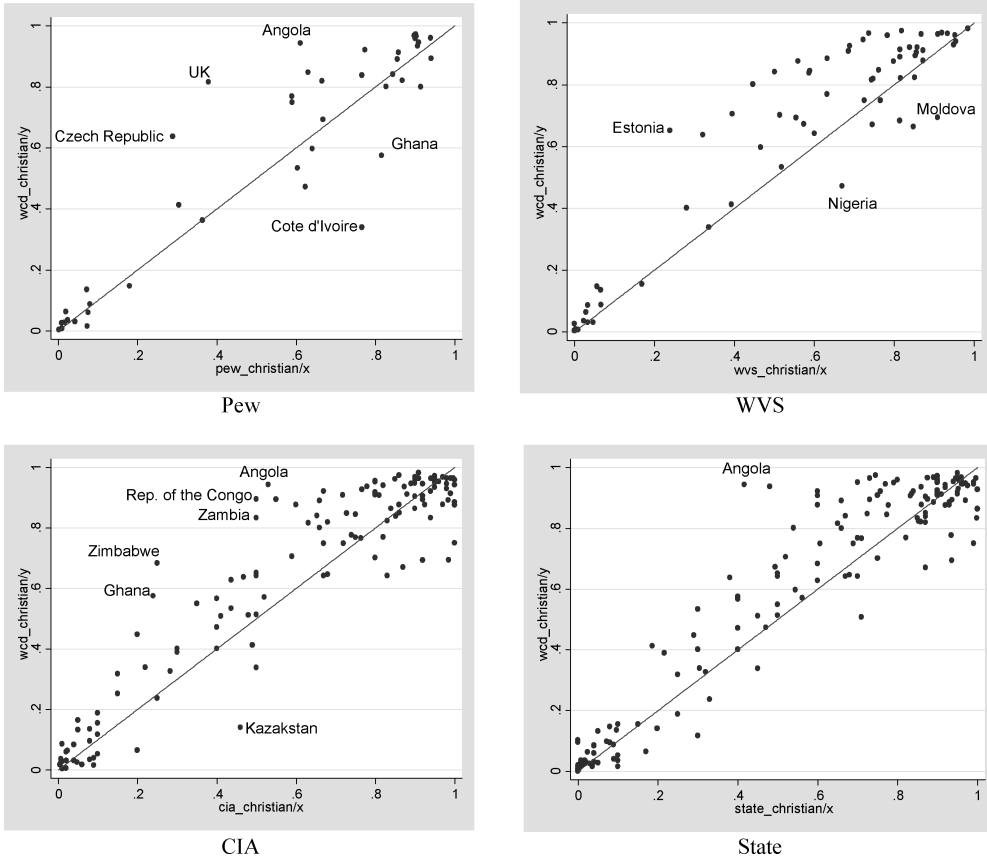 wcd_christian/y
1
.8
.6
.4
.2
0
Angola
UK
Czech Republic
Ghana
Cote d'Ivoire
0 .2 .4 .6 .8 1
pew_christian/x
Pew
wcd_christian/y
1
.8
.6
.4
.2
0
Estonia
Moldova
Nigeria
0 .2 .4 .6 .8 1
wvs_christian/x
WVS
wcd_christian/y
1
.8
.6
.4
.2
0
Angola
Rep. of the Congo
Zambia
Zimbabwe
Ghana
Kazakstan
0 .2 .4 .6 .8 1
cia_christian/x
CIA
wcd_christian/y
1
.8
.6
.4
.2
0
Angola
0 .2 .4 .6 .8 1
state_christian/x
State